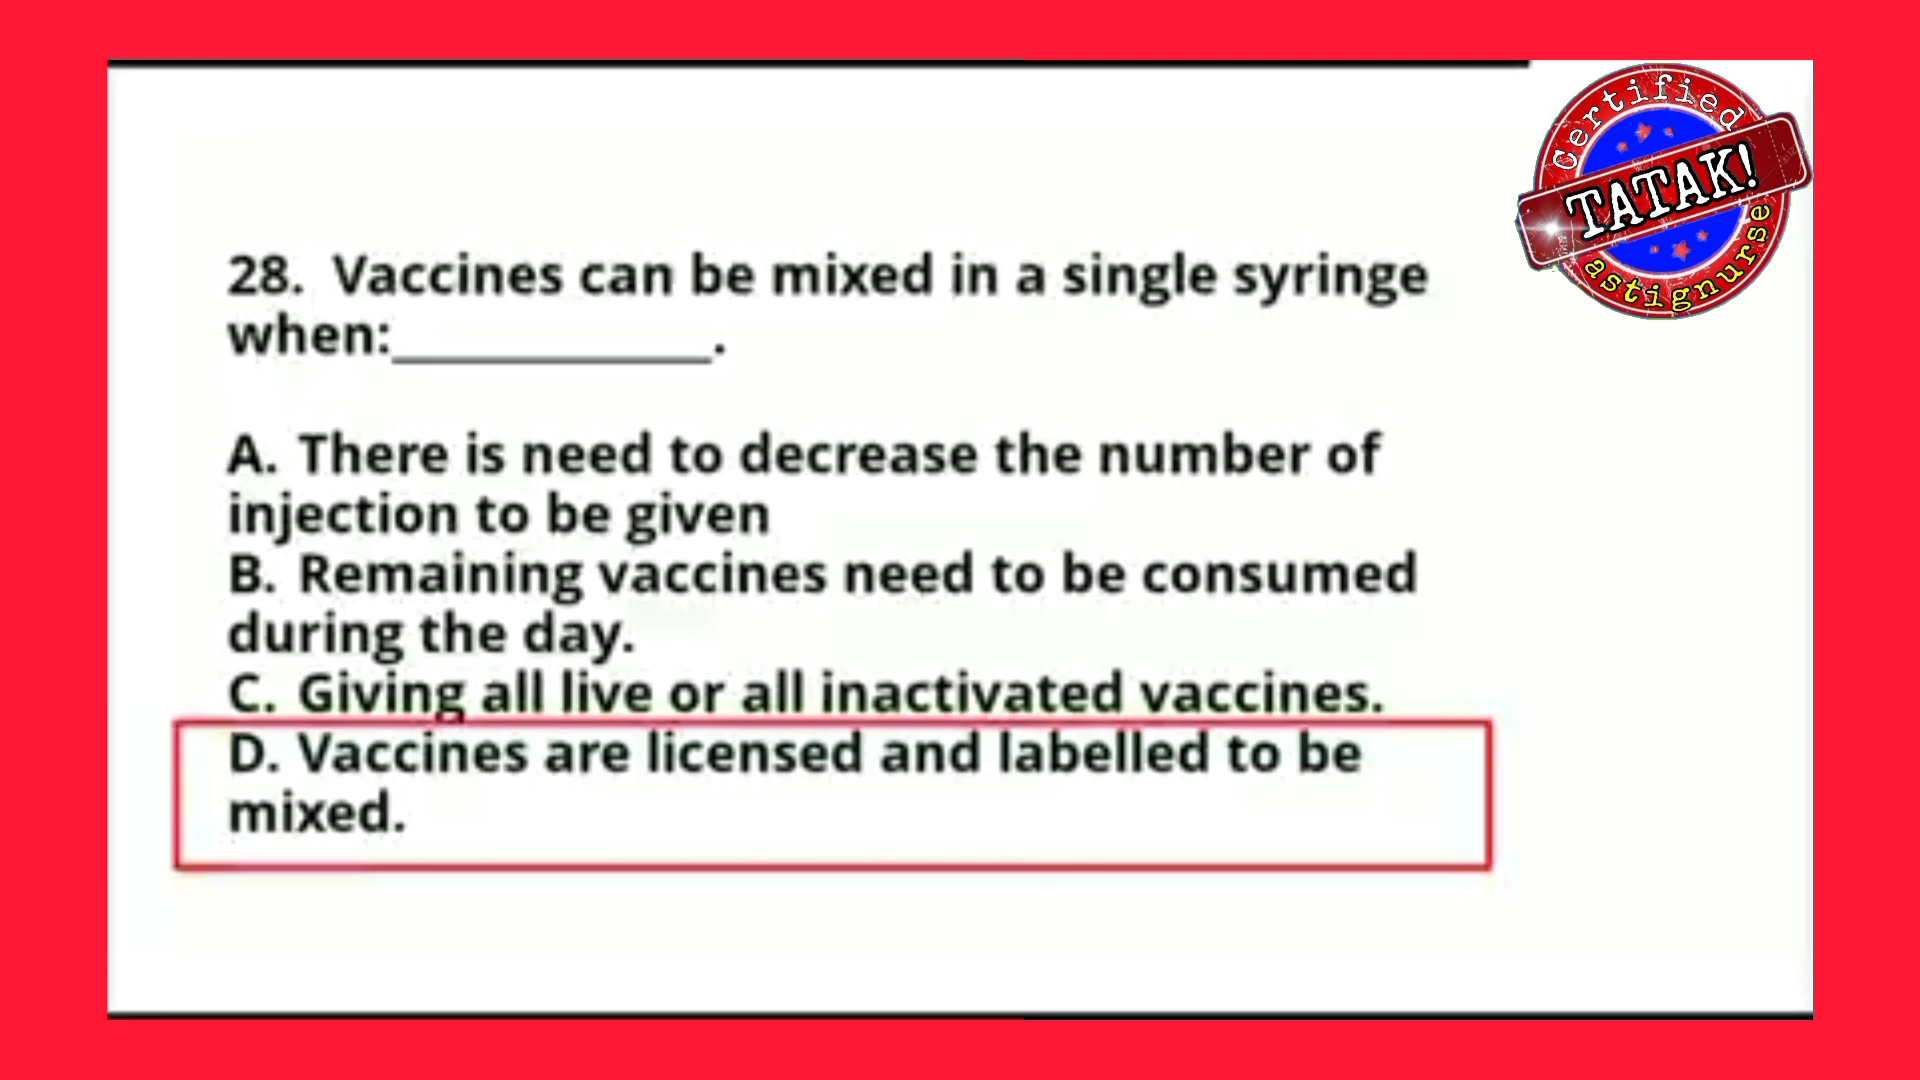 Certified
TATAK!
astignurse
28. Vaccines can be mixed in a single syringe
when:____________.
A. There is need to decrease the number of
injection to be given
B. Remaining vaccines need to be consumed
during the day.
C. Giving all live or all inactivated vaccines.
D. Vaccines are licensed and labelled to be
mixed.